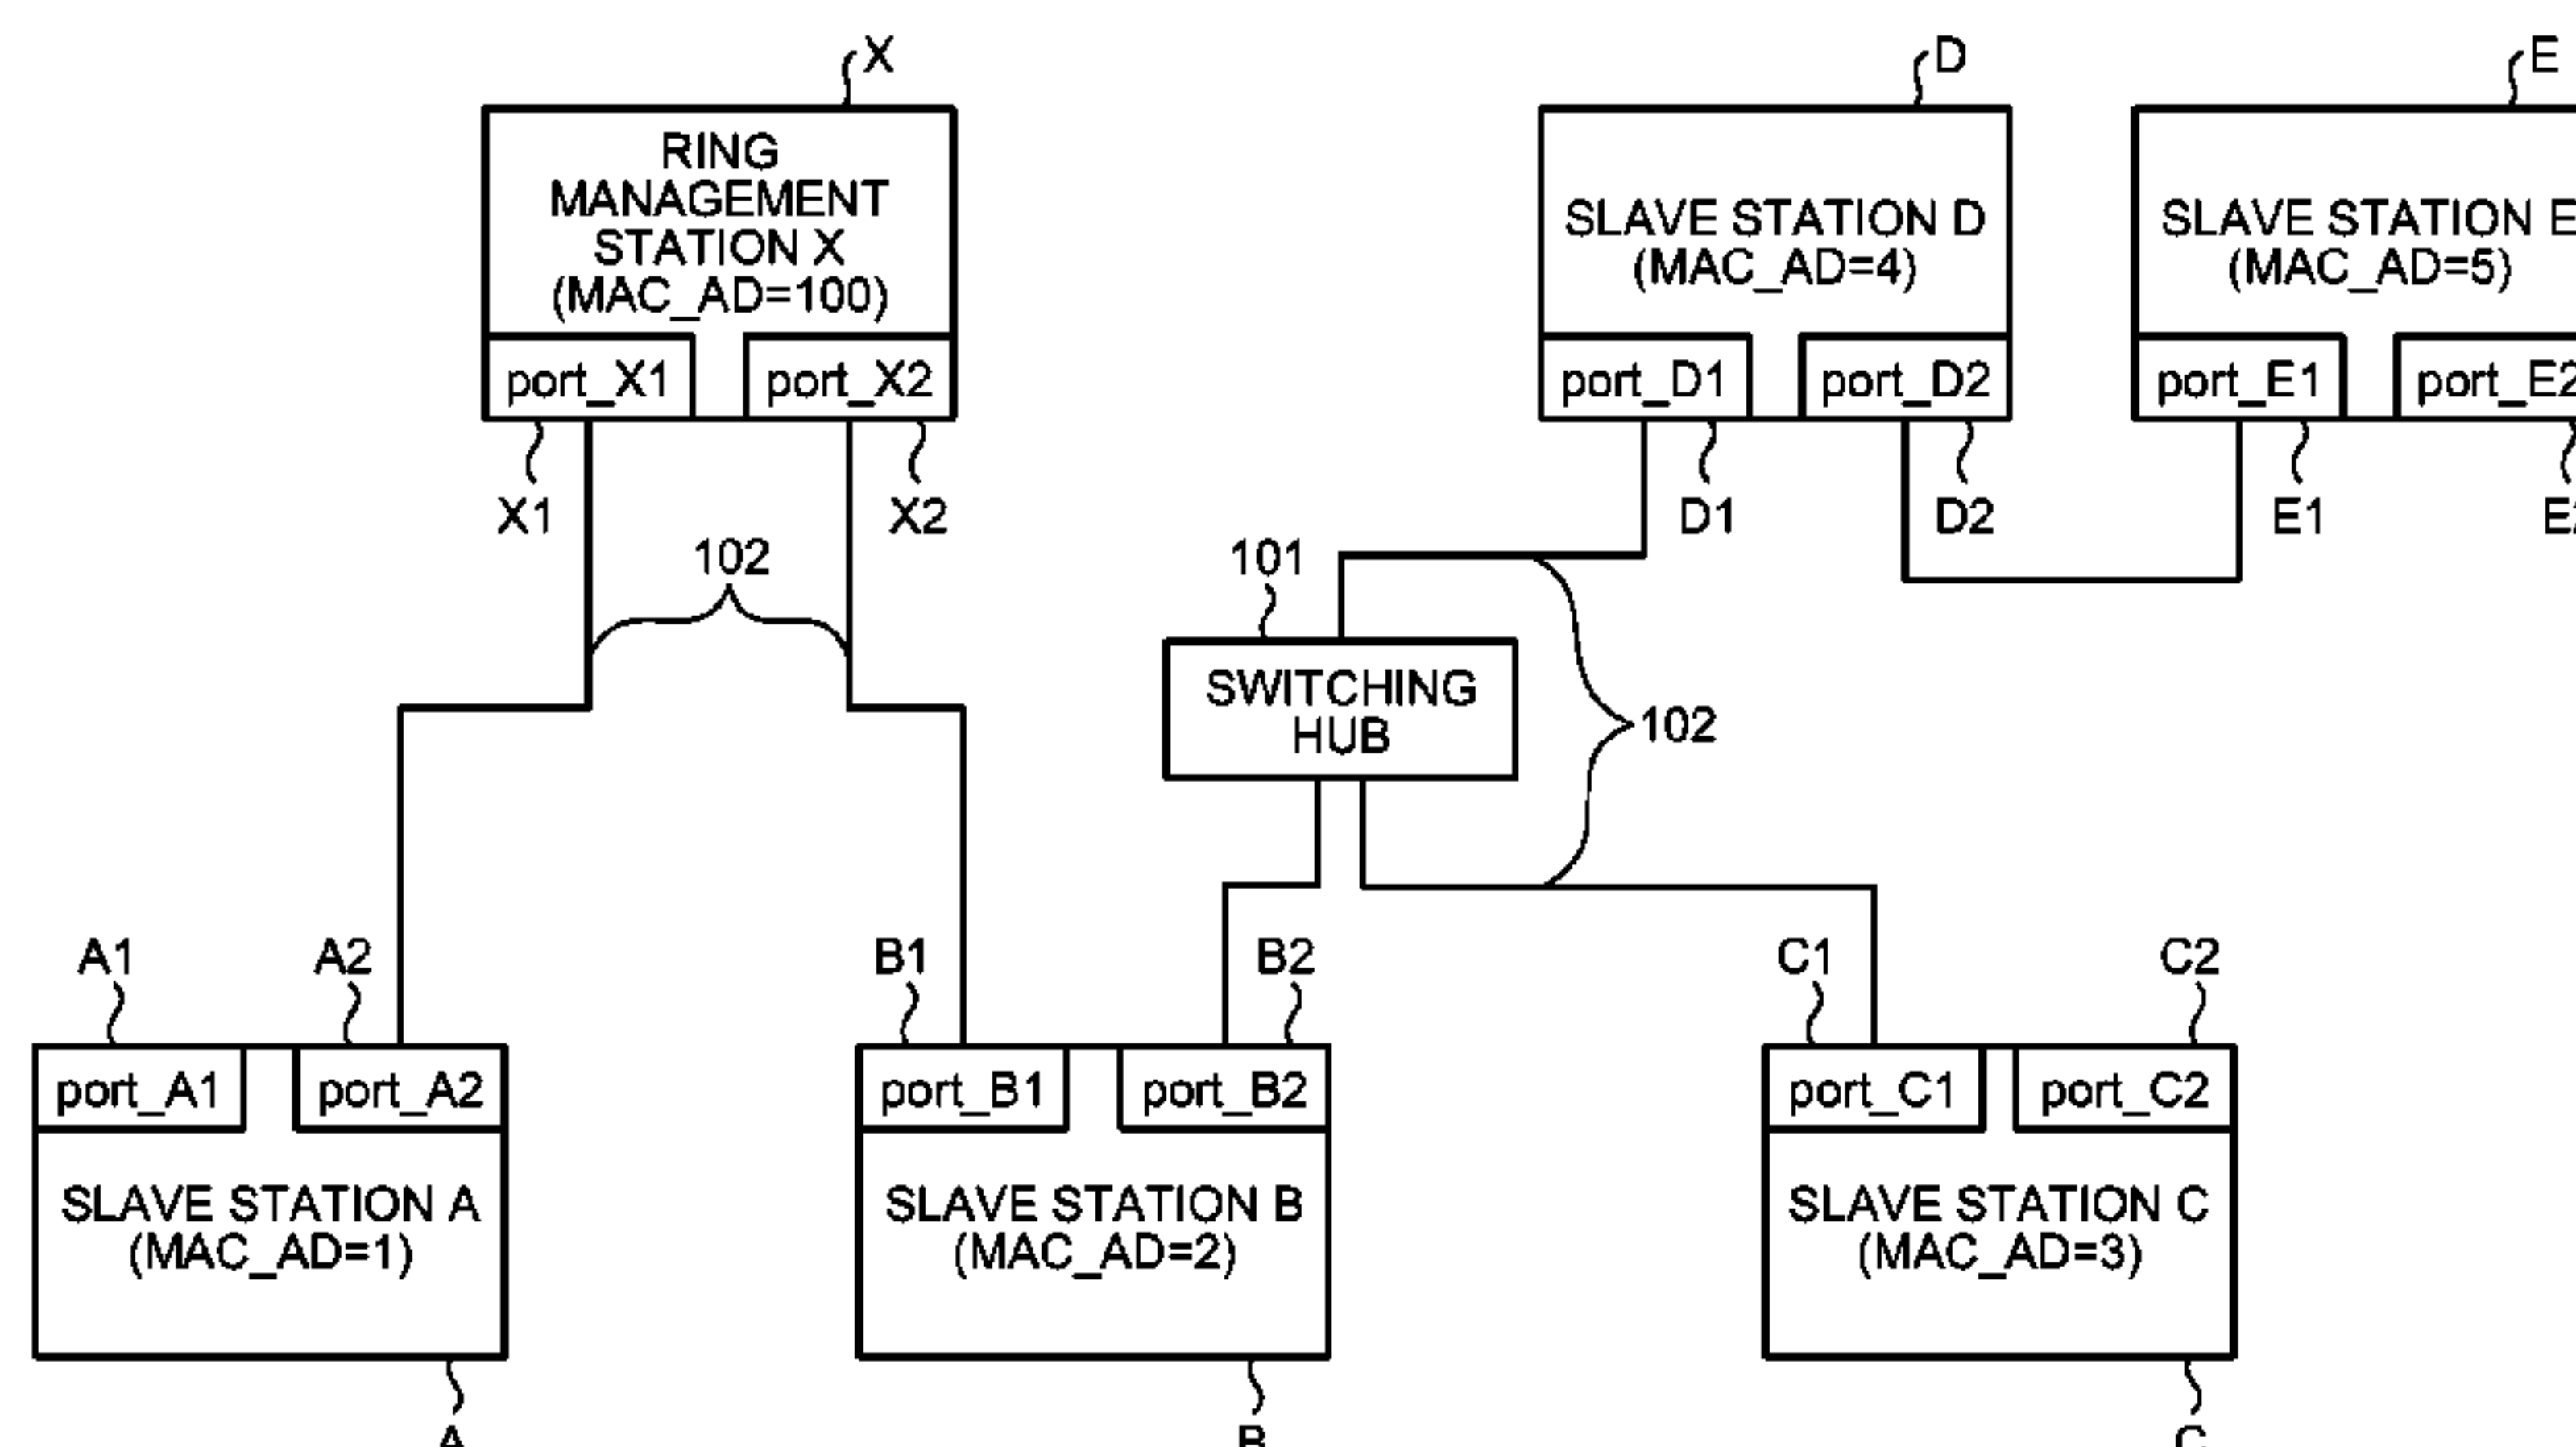 X
D
E
RING
MANAGEMENT
STATION X
(MAC_AD=100)
port_X1
port_X2
SLAVE STATION D
(MAC_AD=4)
port_D1
port_D2
SLAVE STATION E
(MAC_AD=5)
port_E1
port_E2
X1
X2
D1
D2
E1
102
101
SWITCHING
HUB
102
A1
A2
B1
B2
C1
C2
port_A1
port_A2
port_B1
port_B2
port_C1
port_C2
SLAVE STATION A
(MAC_AD=1)
SLAVE STATION B
(MAC_AD=2)
SLAVE STATION C
(MAC_AD=3)
A
B
C